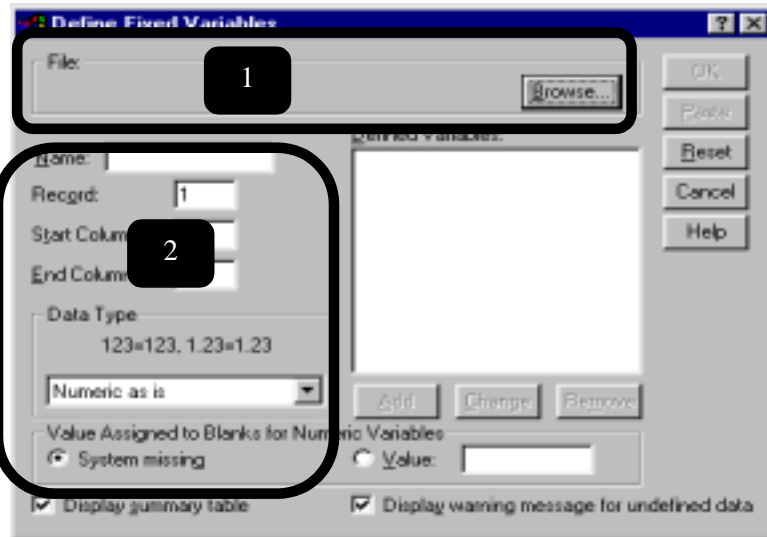 Define Fixed Variables
File:
1
Browse...
OK
Paste
Defined Variables:
Name:
Reset
Record: 1
Cancel
Start Colum
2
Help
End Colum
Data Type
123=123, 1.23=1.23
Numeric as is
Add Change Remove
Value Assigned to Blanks for Numeric Variables
System missing Value:
Display summary table Display warning message for undefined data